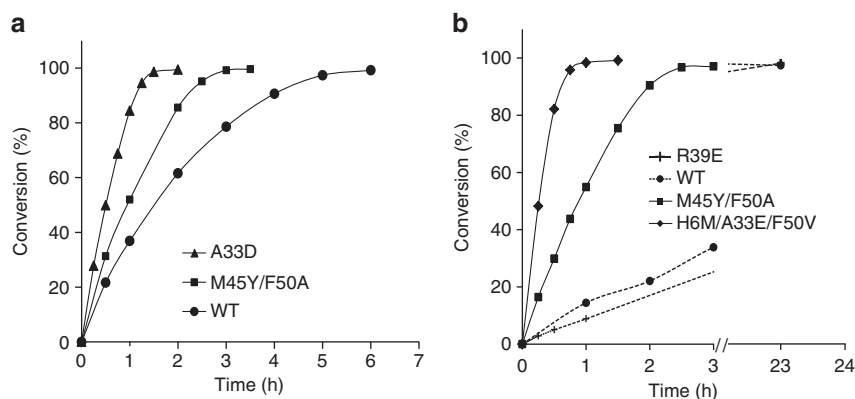 a
100
80
60
40
20
0
Conversion (%)
A33D
M45Y/F50A
WT
0 1 2 3 4 5 6 7
Time (h)
b
100
80
60
40
20
0
Conversion (%)
R39E
WT
M45Y/F50A
H6M/A33E/F50V
0 1 2 3 // 23 24
Time (h)